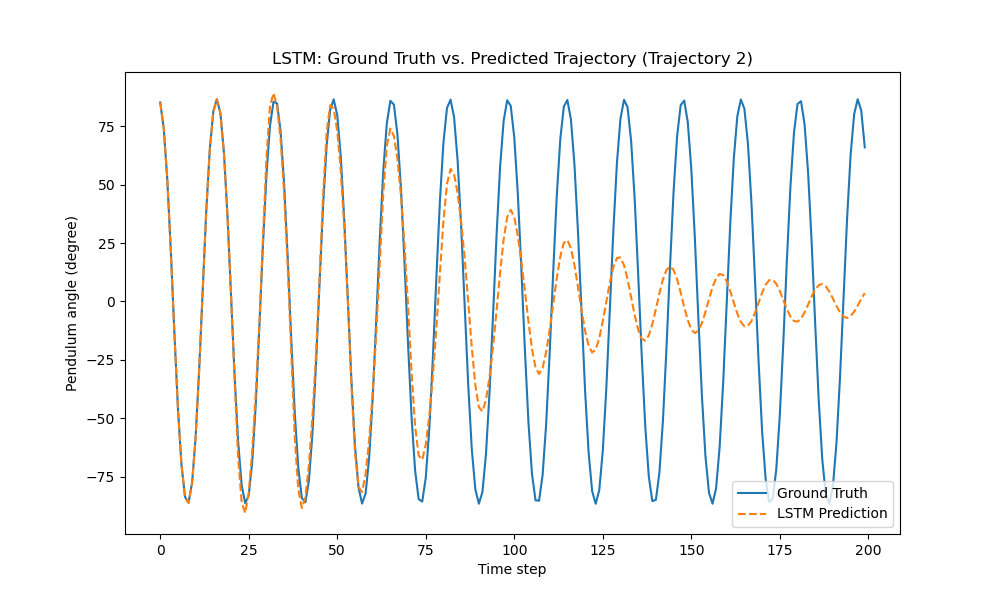 LSTM: Ground Truth vs. Predicted Trajectory (Trajectory 2)
Pendulum angle (degree)
75
50
25
0
−25
−50
−75
0 25 50 75 100 125 150 175 200
Time step
Ground Truth
LSTM Prediction